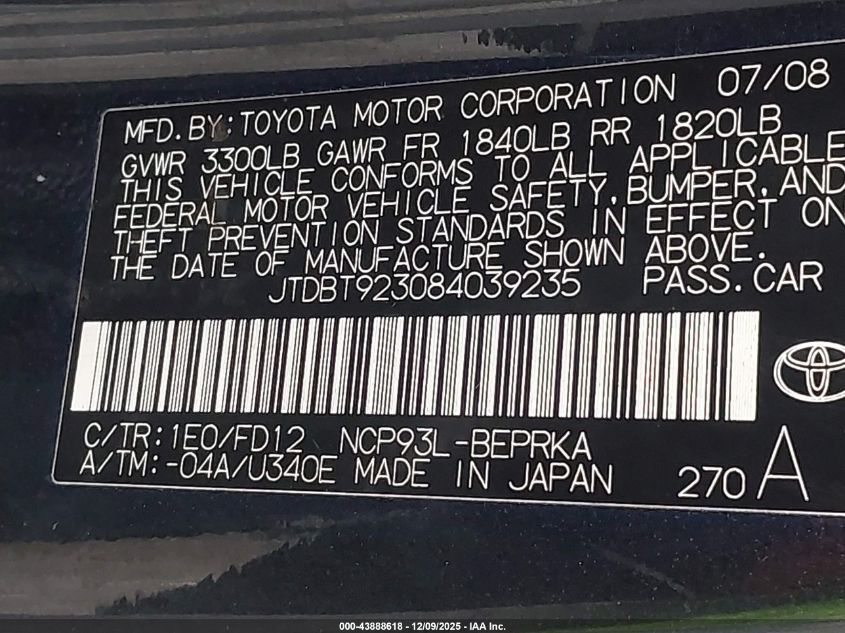 MFD. BY: TOYOTA MOTOR CORPORATION 07/08
GVWR 3300LB GAWR FR 1840LB RR 1820LB
THIS VEHICLE CONFORMS TO ALL APPLICABLE
FEDERAL MOTOR VEHICLE SAFETY, BUMPER, AND
THEFT PREVENTION STANDARDS IN EFFECT ON
THE DATE OF MANUFACTURE SHOWN ABOVE.
JTDBT923084039235 PASS. CAR
C/TR: 1E0/FD12 NCP93L-BEPRKA
A/TM: -04A/U340E MADE IN JAPAN 270 A
000-43888618 - 12/09/2025 - IAA Inc.